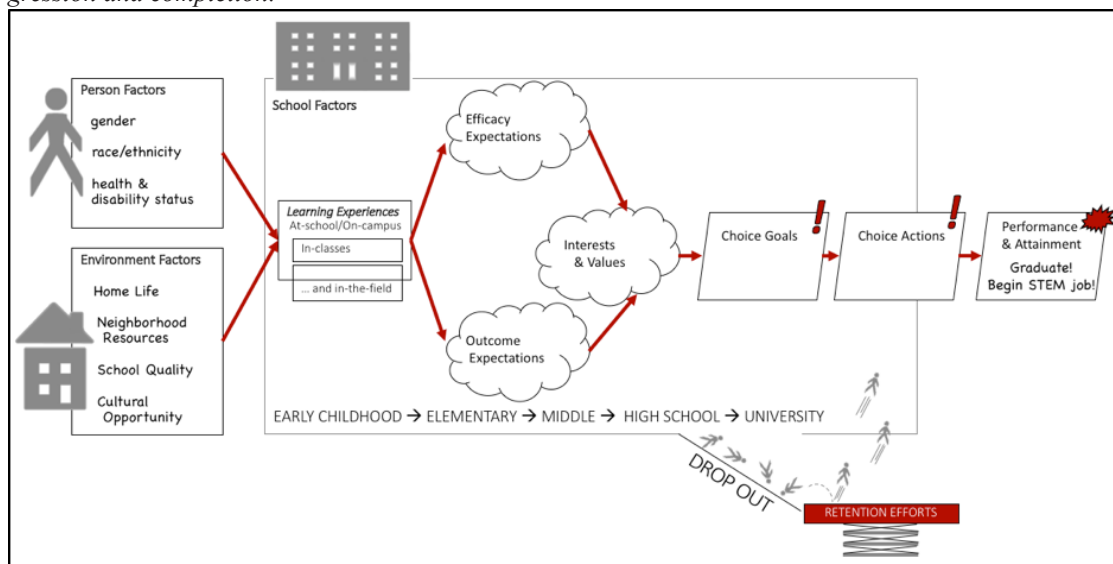 gression and completion.
Person Factors
gender
race/ethnicity
health &
disability status
Environment Factors
Home Life
Neighborhood
Resources
School Quality
Cultural
Opportunity
School Factors
Learning Experiences
At-school/On-campus
In-classes
... and in-the-field
Efficacy
Expectations
Outcome
Expectations
Interests
& Values
Choice Goals
!
Choice Actions
!
Performance
& Attainment
Graduate!
Begin STEM job!
EARLY CHILDHOOD → ELEMENTARY → MIDDLE → HIGH SCHOOL → UNIVERSITY
DROP OUT
RETENTION EFFORTS